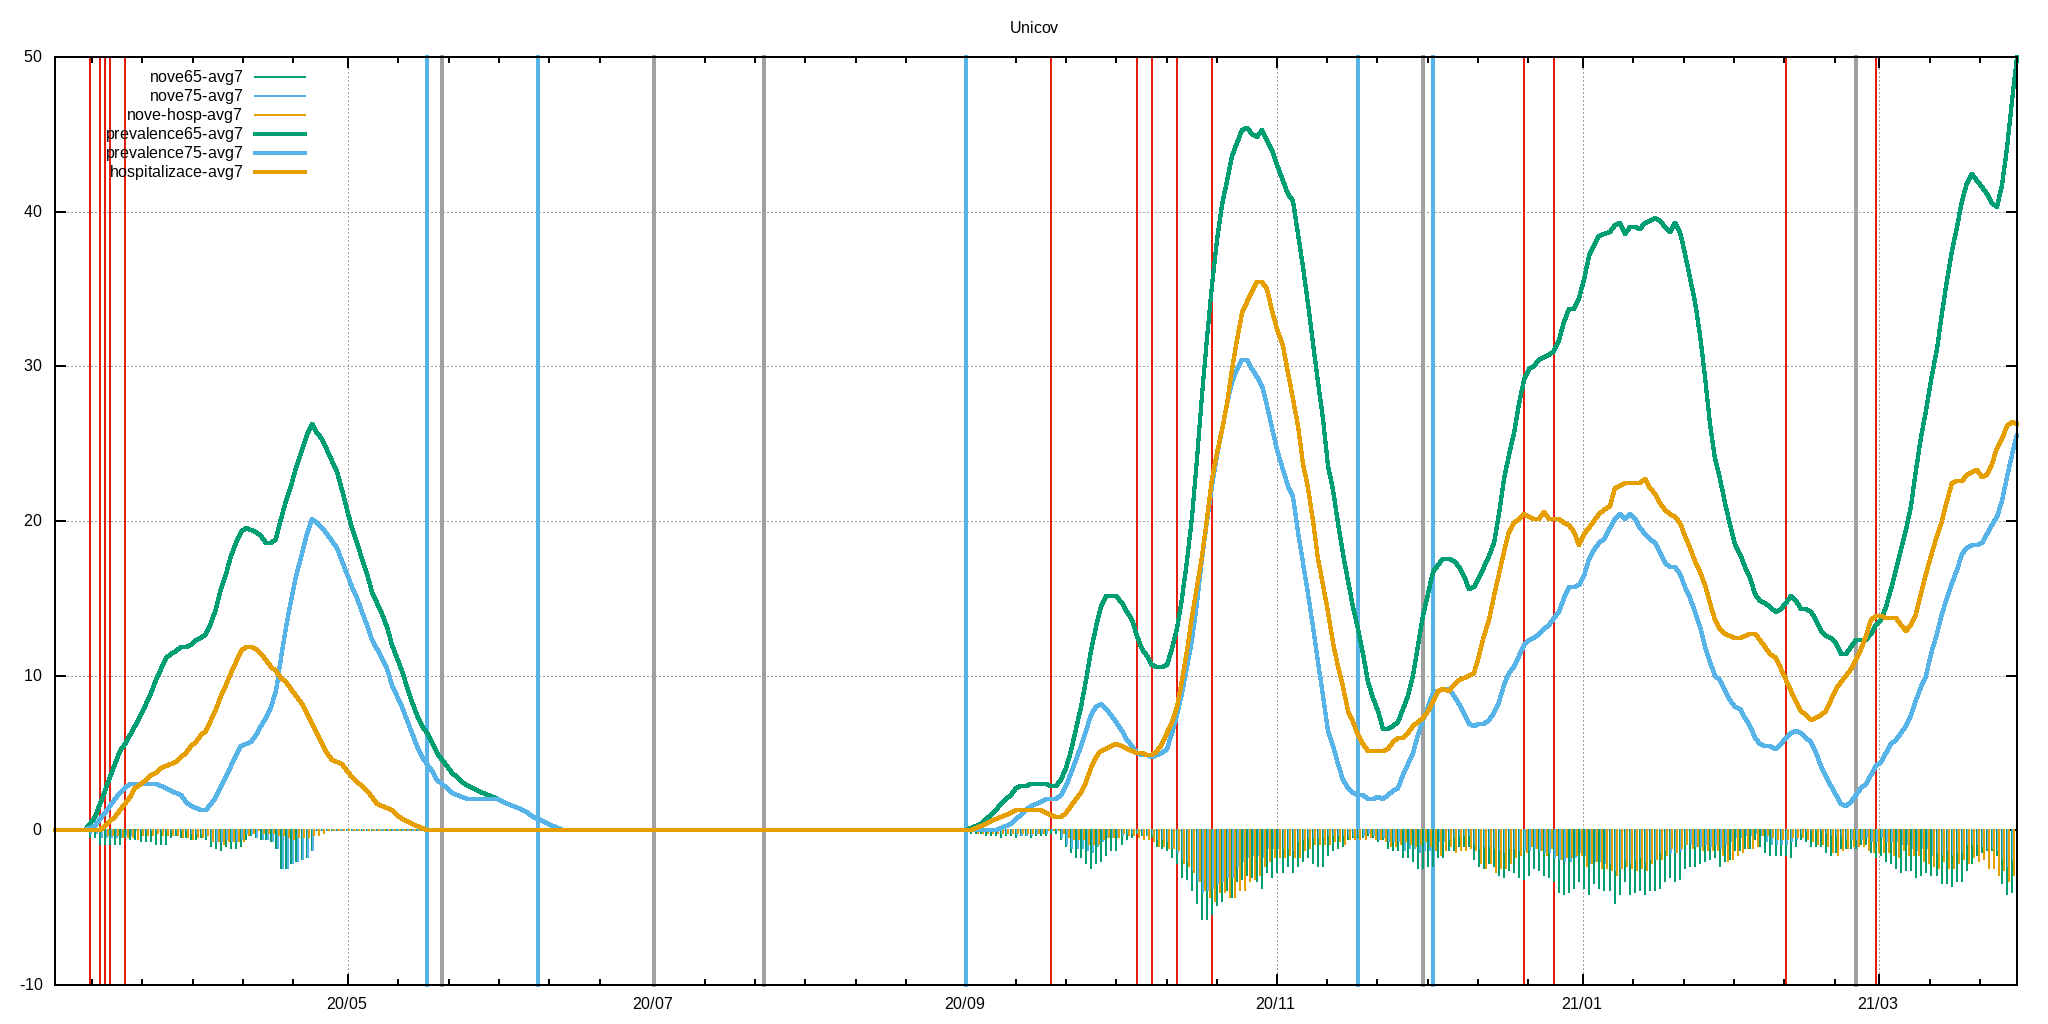 Unicov
50
nove65-avg7
nove75-avg7
nove-hosp-avg7
prevalence65-avg7
prevalence75-avg7
hospitalizace-avg7
40
30
20
10
0
-10
20/05 20/07 20/09 20/11 21/01 21/03